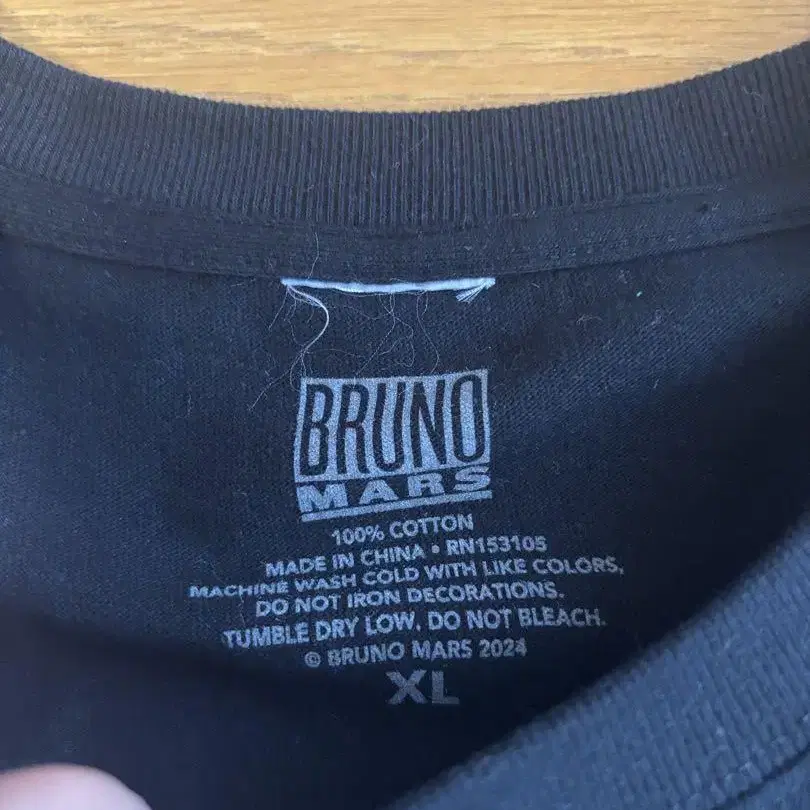 BRUNO
MARS
100% COTTON
MADE IN CHINA • RN153105
MACHINE WASH COLD WITH LIKE COLORS,
DO NOT IRON DECORATIONS.
TUMBLE DRY LOW, DO NOT BLEACH.
© BRUNO MARS 2024
XL